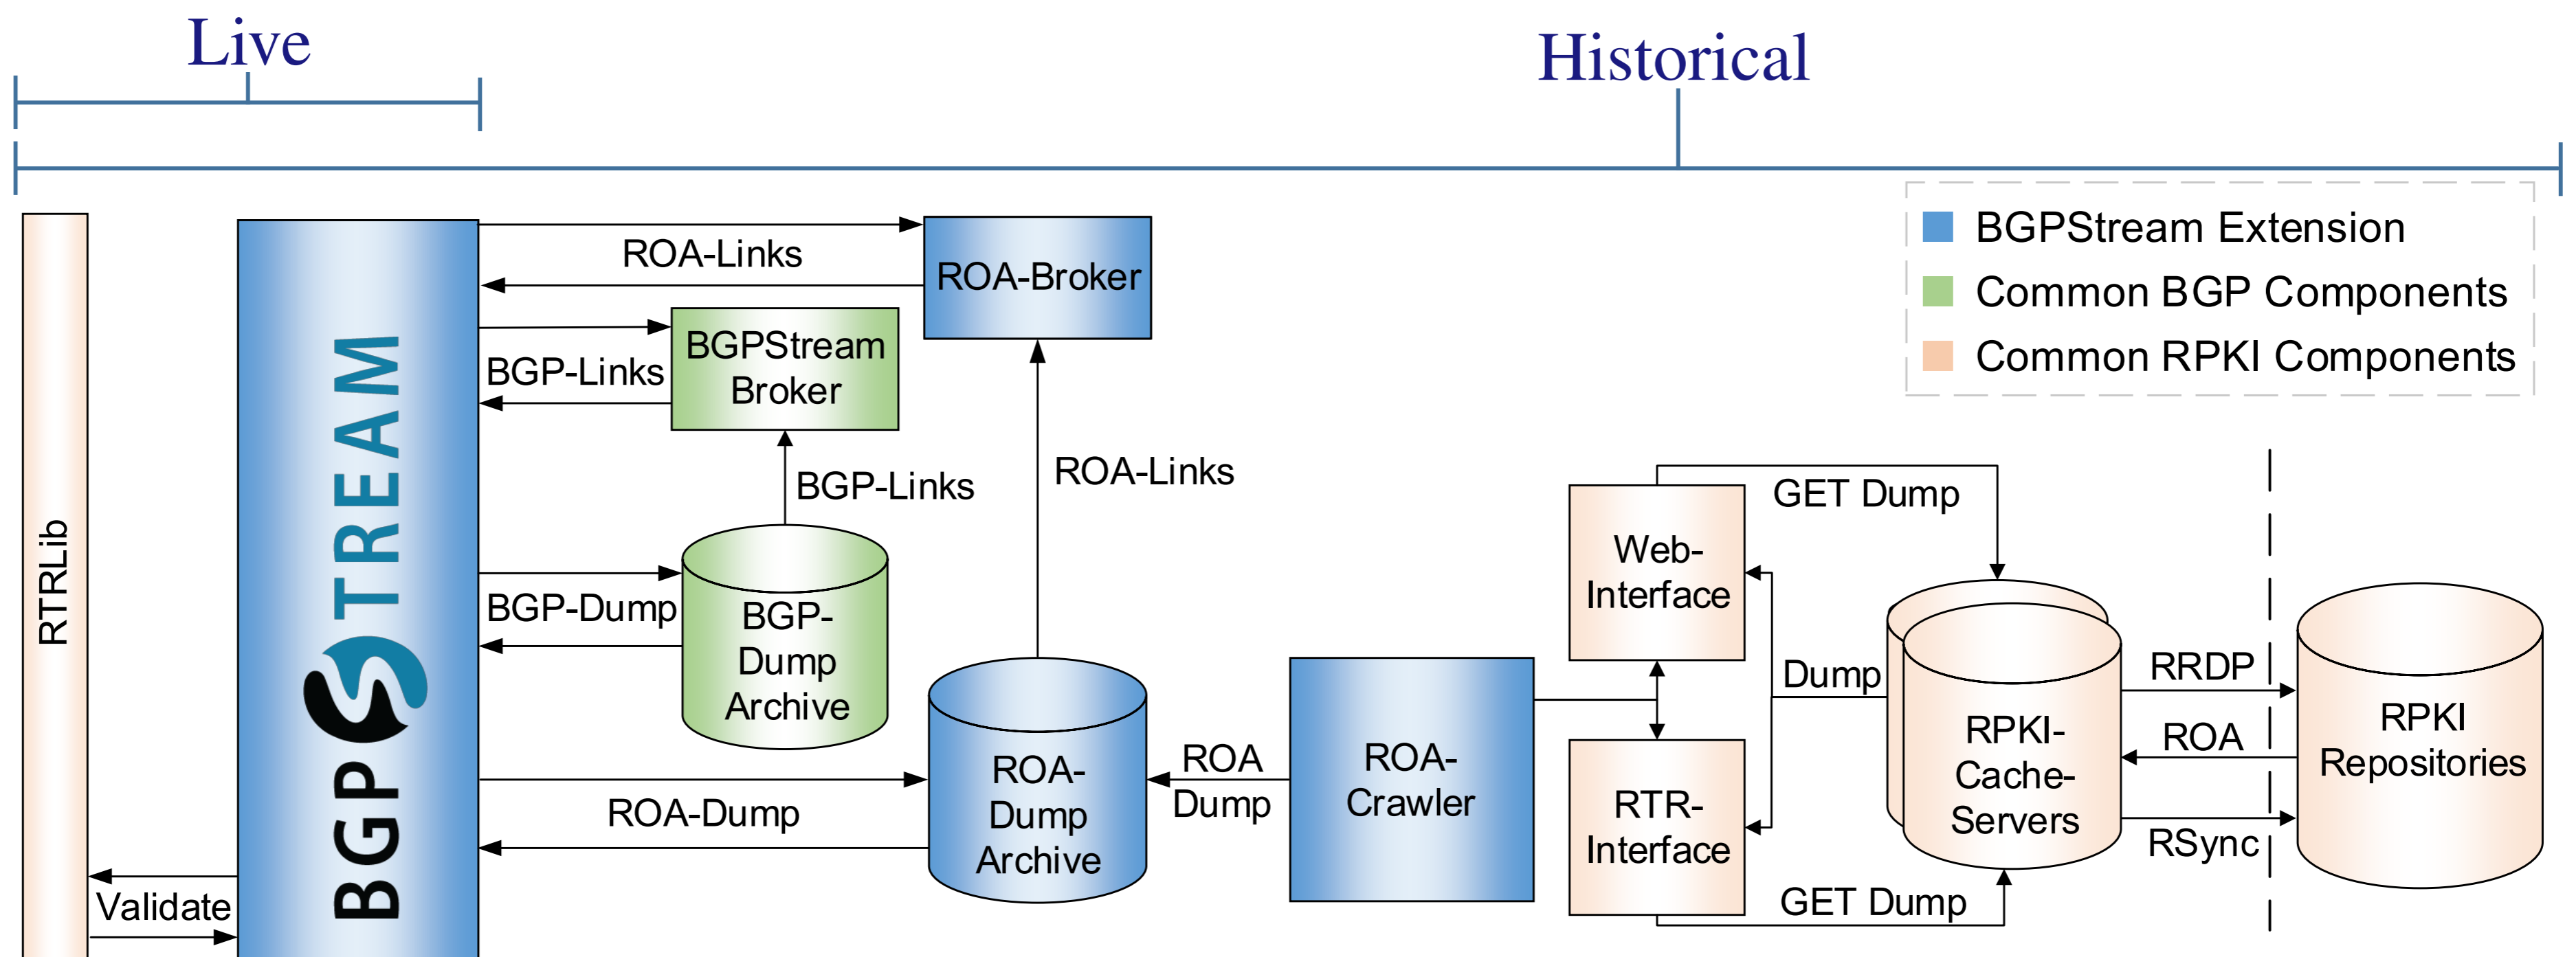 Live
Historical
BGPStream Extension
Common BGP Components
Common RPKI Components
RTRLib
BGPSTREAM
Validate
ROA-Links
ROA-Broker
BGP-Links
BGPStream
Broker
BGP-Links
ROA-Links
BGP-Dump
BGP-
Dump
Archive
ROA-Dump
ROA-
Dump
Archive
ROA
Dump
ROA-
Crawler
Web-
Interface
RTR-
Interface
GET Dump
Dump
GET Dump
RPKI-
Cache-
Servers
RRDP
ROA
RSync
RPKI
Repositories